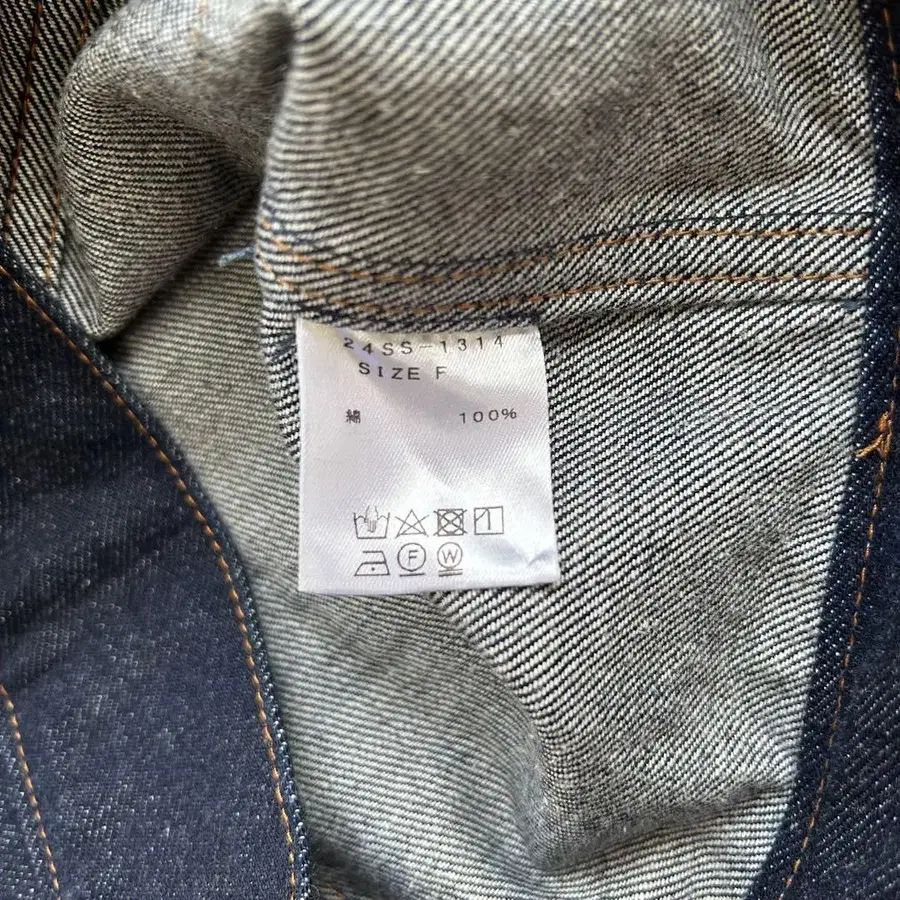 24SS-1314
SIZE F
綿 100%
F W